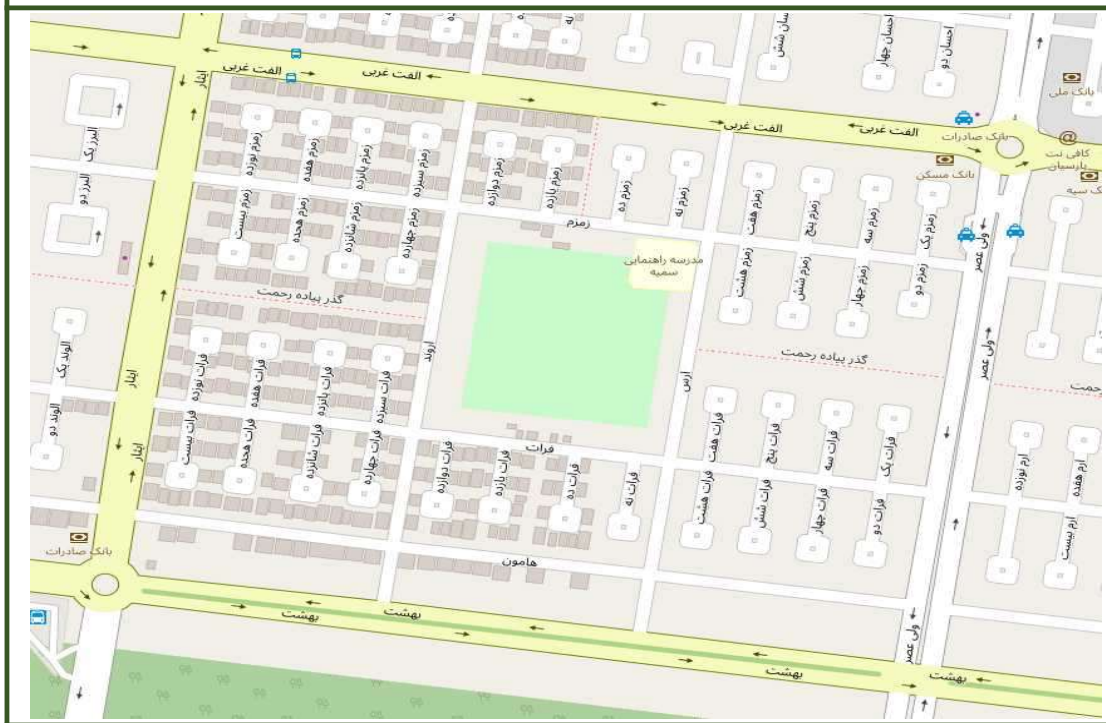 احسان شش
احسان چهار
احسان دو
بانک ملی
الفت غربی
الفت غربی
الفت غربی
الفت غربی
بانک صادرات
کافی نت
پارسیان
بانک مسکن
ک سپه
ایثار
البرز یک
البرز دو
زمزم نوزده
زمزم هفده
زمزم پانزده
زمزم سیزده
زمزم دوازده
زمزم یازده
زمزم ده
زمزم نه
زمزم هفت
زمزم پنج
زمزم سه
زمزم یک
زمزم
زمزم بیست
زمزم هجده
زمزم شانزده
زمزم چهارده
زمزم هشت
زمزم شش
زمزم چهار
زمزم دو
مدرسه راهنمایی
سمیه
ولی عصر
گذر پیاده رحمت
گذر پیاده رحمت
رحمت
ولی عصر
اروند
ارس
الوند یک
الوند دو
ایثار
فرات نوزده
فرات هفده
فرات پانزده
فرات سیزده
فرات هفت
فرات پنج
فرات سه
فرات یک
فرات
ایثار
فرات بیست
فرات هجده
فرات شانزده
فرات چهارده
فرات دوازده
فرات یازده
فرات ده
فرات نه
فرات هشت
فرات شش
فرات چهار
فرات دو
ارم نوزده
ارم هفده
ارم بیست
بانک صادرات
هامون
بهشت
بهشت
ولی عصر
بهشت
بهشت